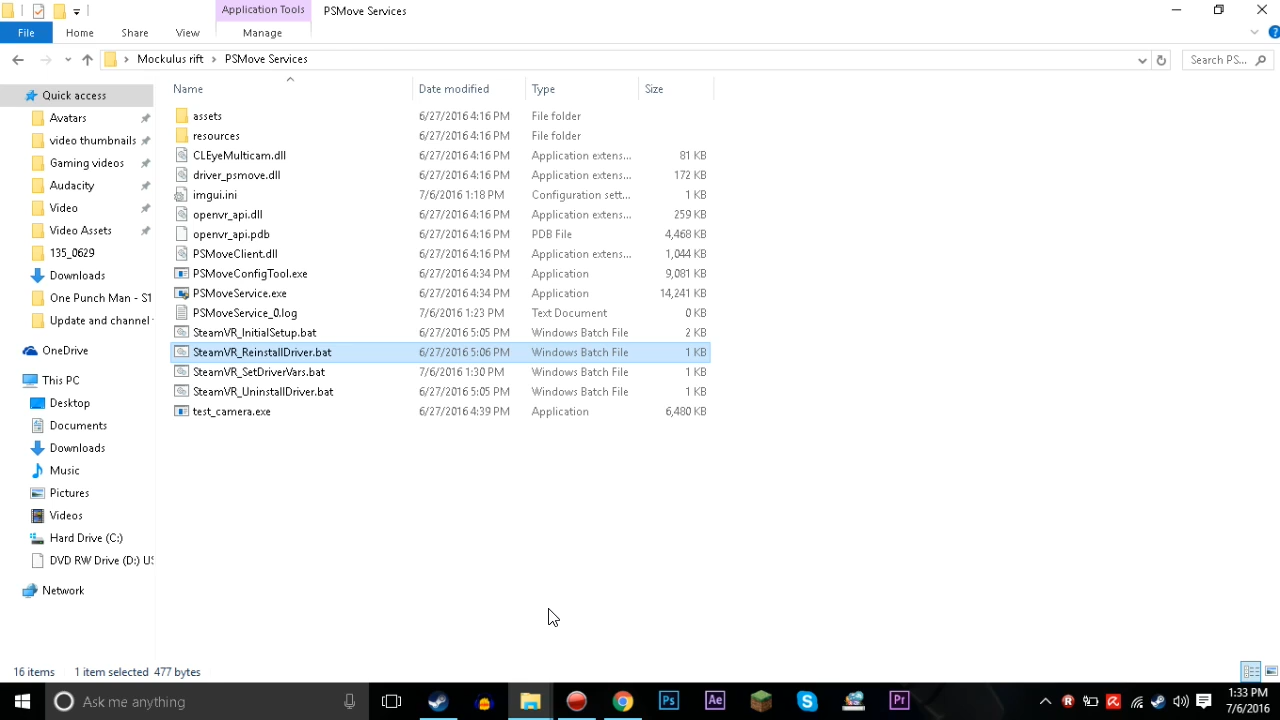 Application Tools PSMove Services
File Home Share View Manage
Mockulus rift PSMove Services Search PS...
Name Date modified Type Size
Quick access
Avatars
video thumbnails
Gaming videos
Audacity
Video
Video Assets
135_0629
Downloads
One Punch Man - S1
Update and channel
OneDrive
This PC
Desktop
Documents
Downloads
Music
Pictures
Videos
Hard Drive (C:)
DVD RW Drive (D:) US
Network
assets 6/27/2016 4:16 PM File folder
resources 6/27/2016 4:16 PM File folder
CLEyeMulticam.dll 6/27/2016 4:16 PM Application extens... 81 KB
driver_psmove.dll 6/27/2016 4:16 PM Application extens... 172 KB
imgui.ini 7/6/2016 1:18 PM Configuration sett... 1 KB
openvr_api.dll 6/27/2016 4:16 PM Application extens... 259 KB
openvr_api.pdb 6/27/2016 4:16 PM PDB File 4,468 KB
PSMoveClient.dll 6/27/2016 4:16 PM Application extens... 1,044 KB
PSMoveConfigTool.exe 6/27/2016 4:34 PM Application 9,081 KB
PSMoveService.exe 6/27/2016 4:34 PM Application 14,241 KB
PSMoveService_0.log 7/6/2016 1:23 PM Text Document 0 KB
SteamVR_InitialSetup.bat 6/27/2016 5:05 PM Windows Batch File 2 KB
SteamVR_ReinstallDriver.bat 6/27/2016 5:06 PM Windows Batch File 1 KB
SteamVR_SetDriverVars.bat 7/6/2016 1:30 PM Windows Batch File 1 KB
SteamVR_UninstallDriver.bat 6/27/2016 5:05 PM Windows Batch File 1 KB
test_camera.exe 6/27/2016 4:39 PM Application 6,480 KB
16 items 1 item selected 477 bytes
Ask me anything Ps Ae Pr 1:33 PM
7/6/2016